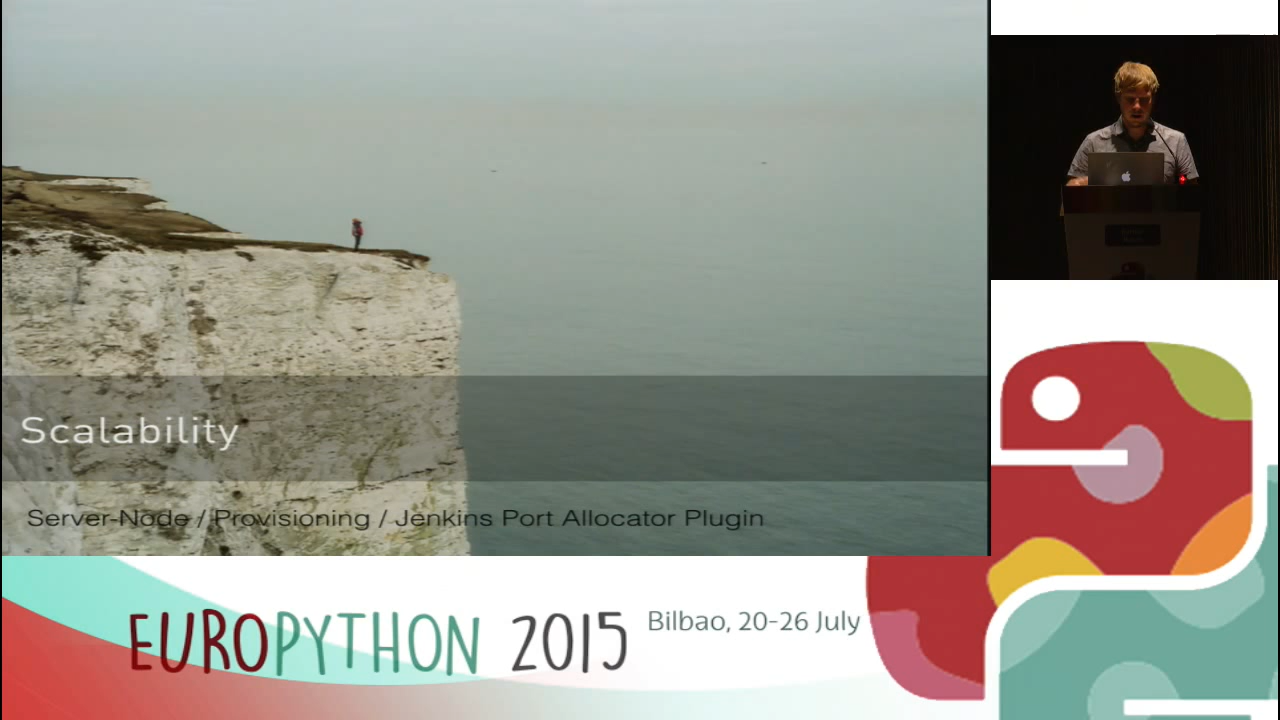 Scalability
Server-Node / Provisioning / Jenkins Port Allocator Plugin
EUROPYTHON 2015
Bilbao, 20-26 July